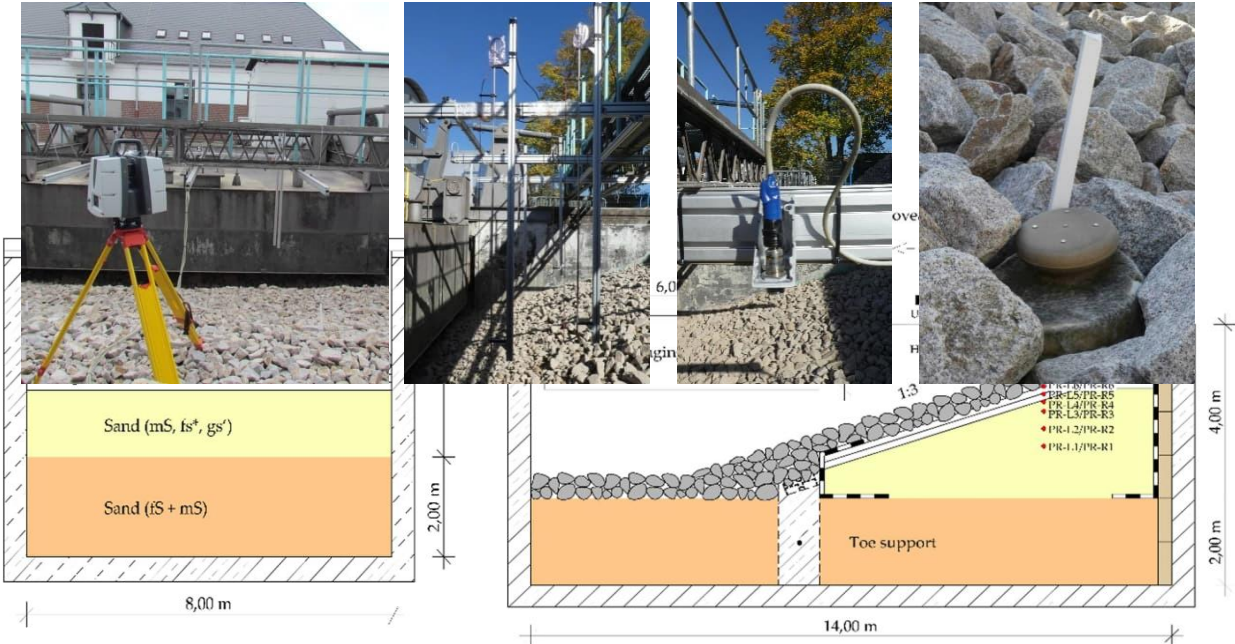 ove
6,0
U
H
ugin
1:3
PR-L5/PR-R5
PR-L4/PR-R4
PR-L3/PR-R3
PR-L2/PR-R2
PR-L1/PR-R1
4,00 m
Sand (mS, fs*, gs')
Sand (fS + mS)
2,00 m
Toe support
2,00 m
8,00 m
14,00 m